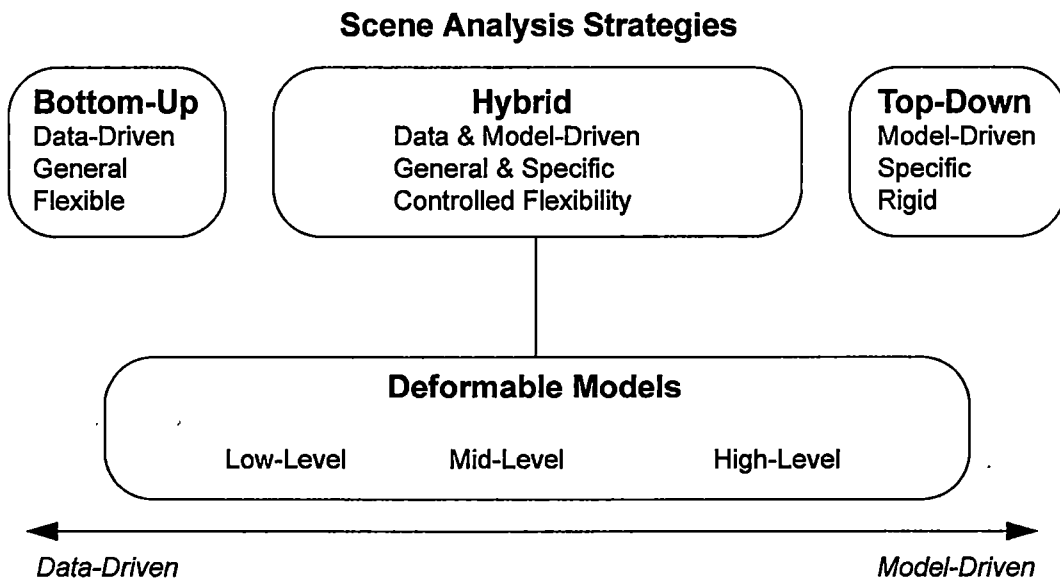 Scene Analysis Strategies
Bottom-Up
Data-Driven
General
Flexible
Hybrid
Data & Model-Driven
General & Specific
Controlled Flexibility
Top-Down
Model-Driven
Specific
Rigid
Deformable Models
Low-Level Mid-Level High-Level
Data-Driven Model-Driven